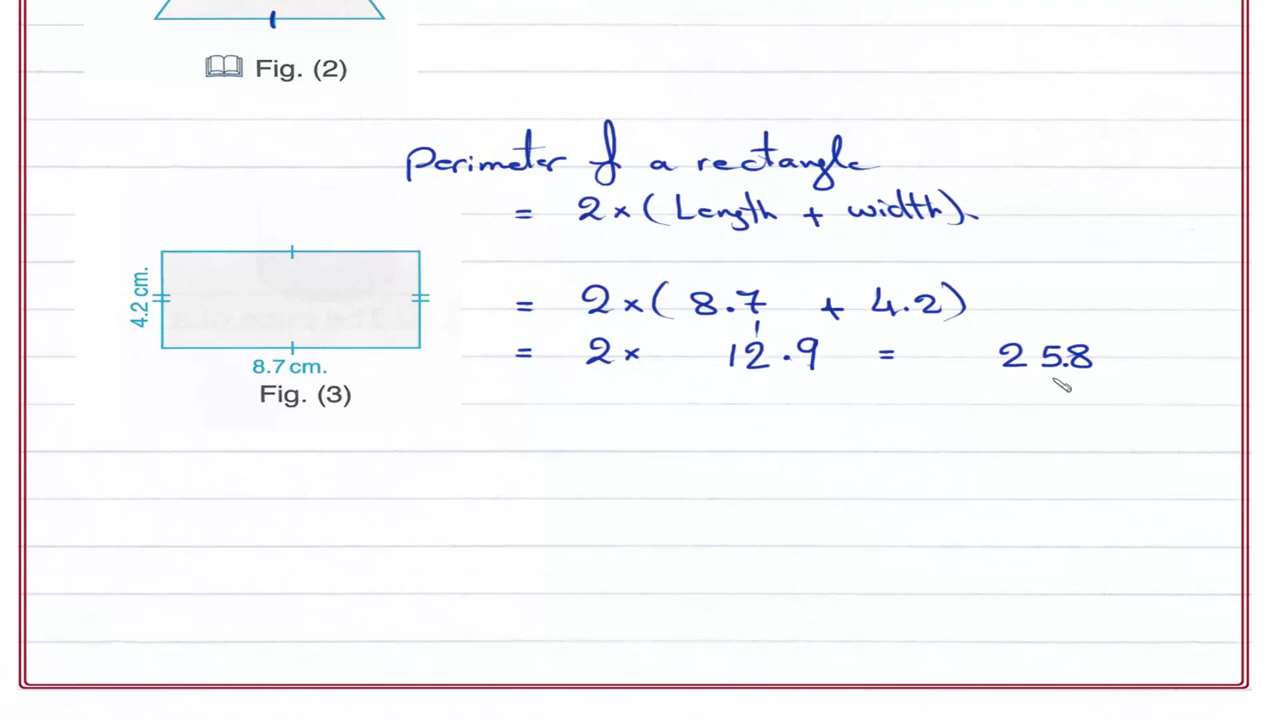 Fig. (2)
Perimeter of a rectangle
= 2 × (Length + width).
4.2 cm.
= 2 × ( 8.7 + 4.2 )
1
= 2 × 12.9 = 25.8
8.7 cm.
Fig. (3)